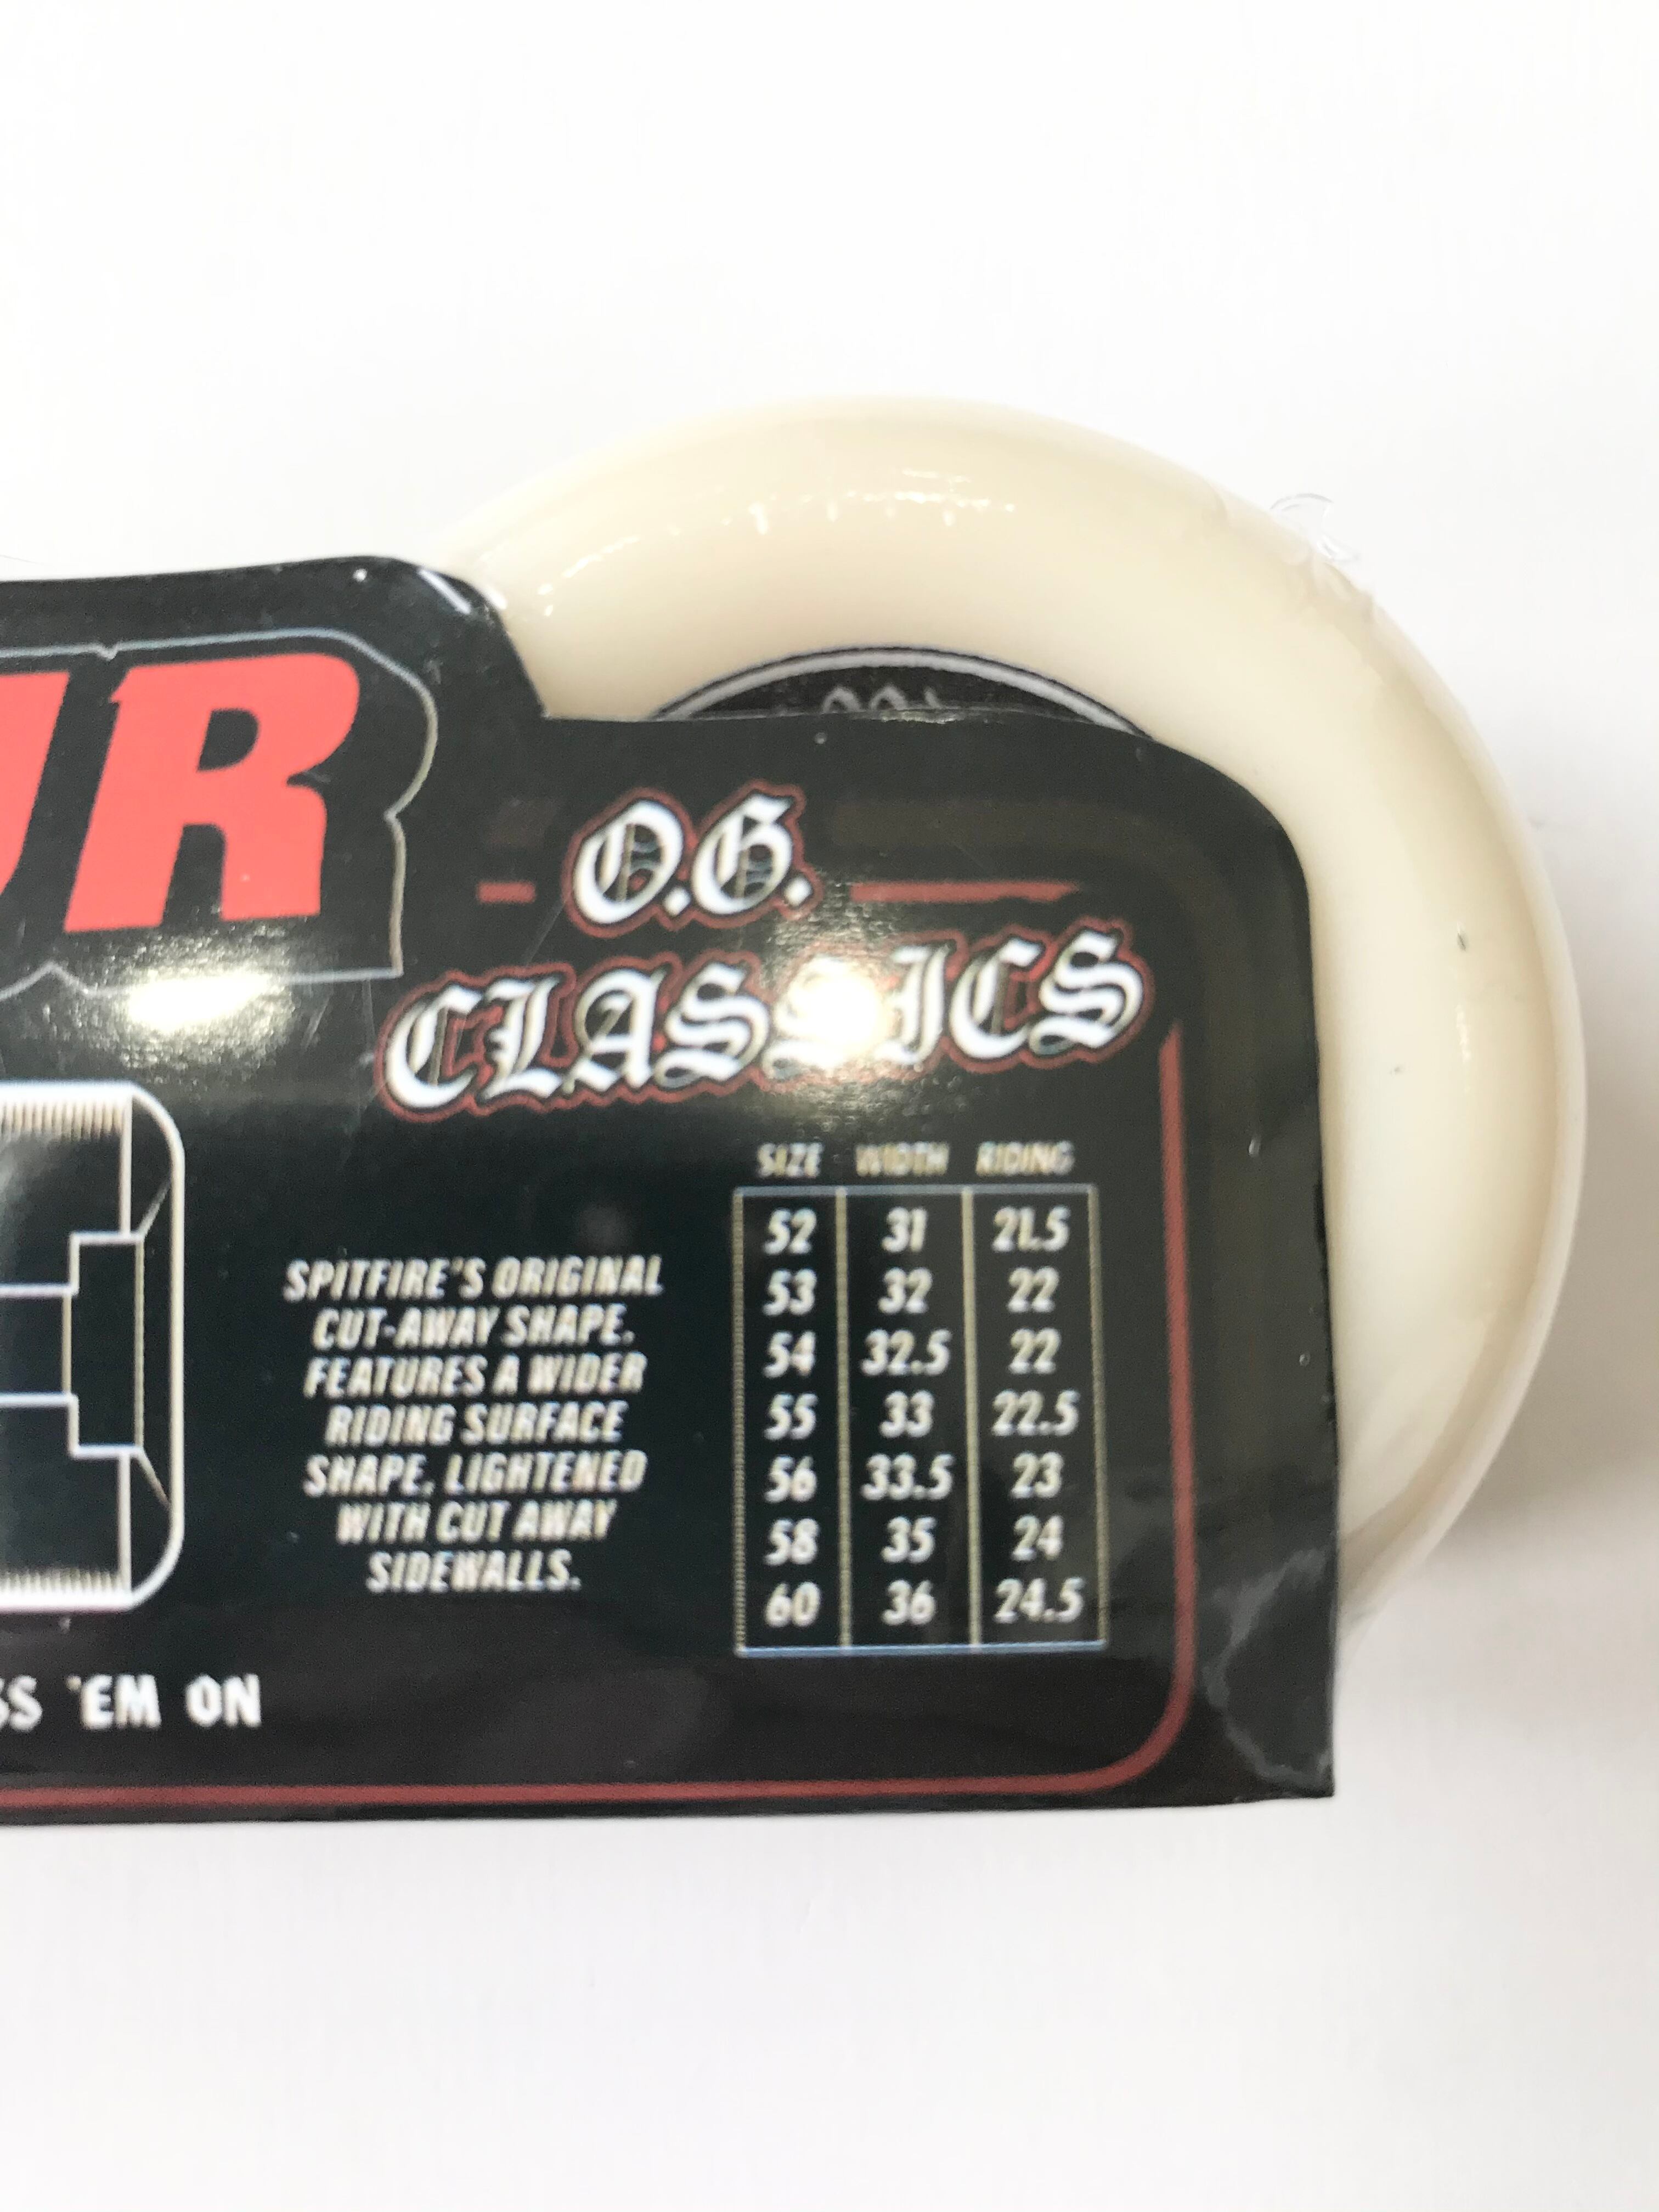 UR
O.G.
CLASSICS
SPITFIRE'S ORIGINAL
CUT-AWAY SHAPE.
FEATURES A WIDER
RIDING SURFACE
SHAPE. LIGHTENED
WITH CUT AWAY
SIDEWALLS.
SIZE WIDTH RIDING
52 31 21.5
53 32 22
54 32.5 22
55 33 22.5
56 33.5 23
58 35 24
60 36 24.5
SS 'EM ON